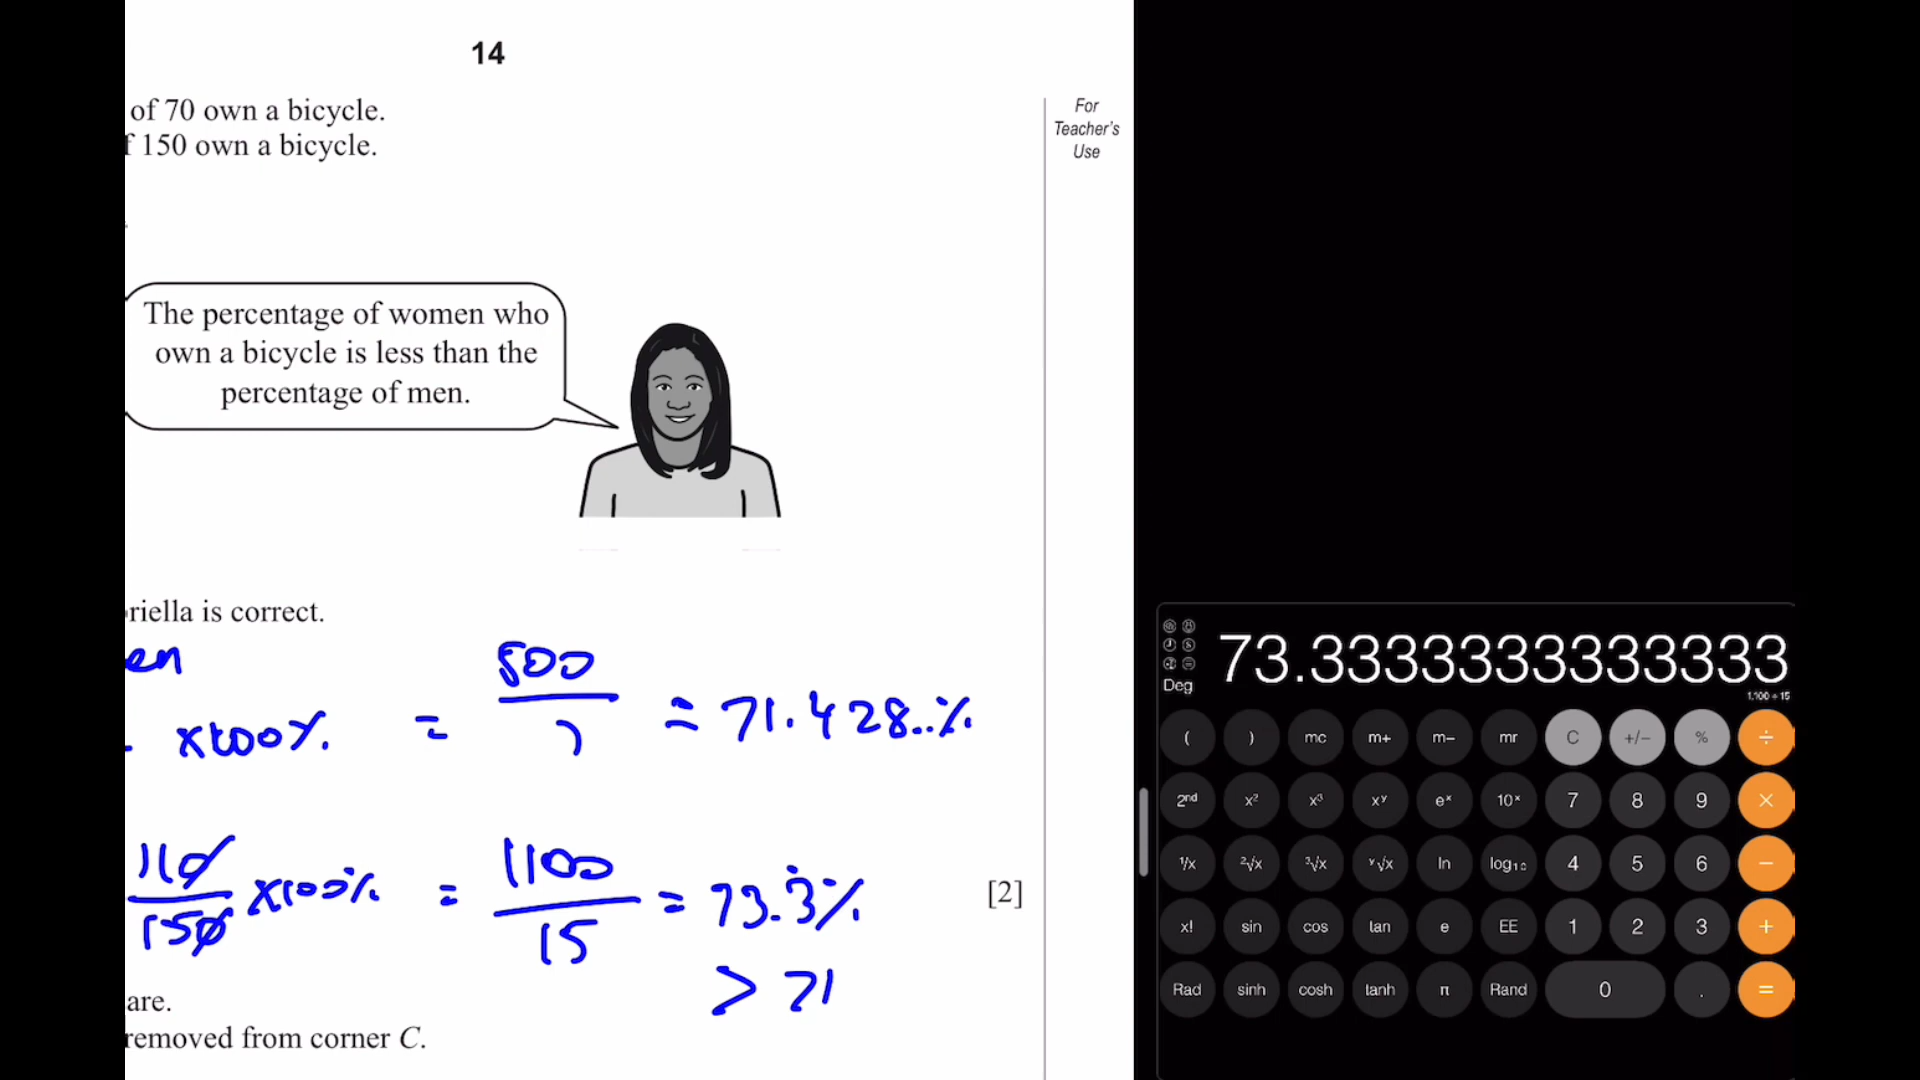 14
of 70 own a bicycle.
f 150 own a bicycle.
For
Teacher's
Use
The percentage of women who
own a bicycle is less than the
percentage of men.
riella is correct.
en
x100% = 500/7 = 71.428..%
110/150 x100% = 1100/15 = 73.3̇%
[2]
> 71
are.
removed from corner C.
73.3333333333333
Deg
1,100 ÷ 15
( ) mc m+ m− mr C +/− % ÷
2nd x² x³ xʸ eˣ 10ˣ 7 8 9 ×
1/x ²√x ³√x ʸ√x ln log₁₀ 4 5 6 −
x! sin cos tan e EE 1 2 3 +
Rad sinh cosh tanh π Rand 0 . =